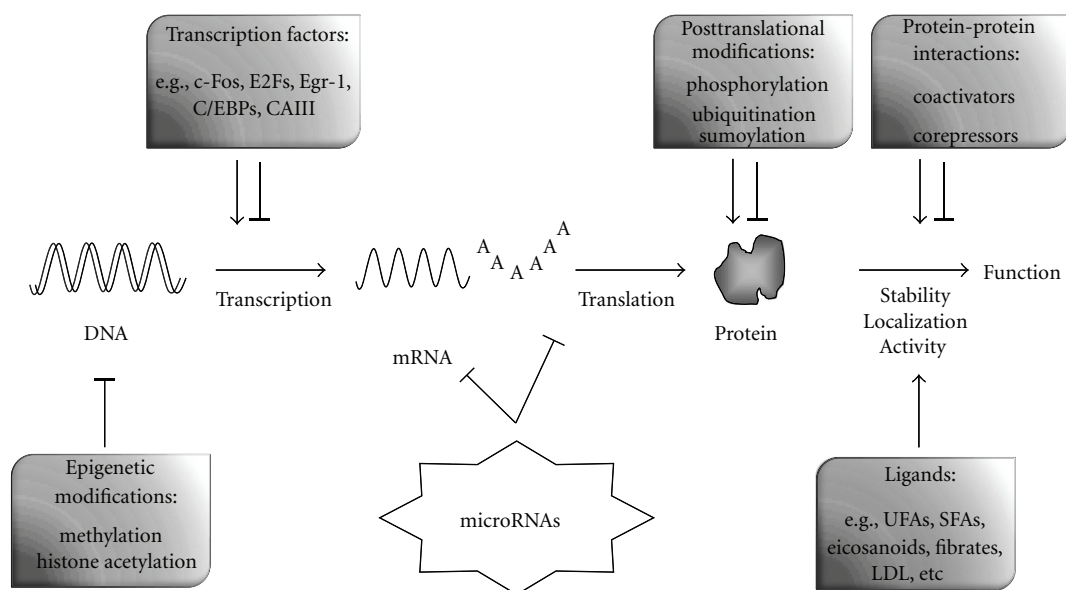 Transcription factors:
e.g., c-Fos, E2Fs, Egr-1,
C/EBPs, CAIII
Posttranslational
modifications:
phosphorylation
ubiquitination
sumoylation
Protein-protein
interactions:
coactivators
corepressors
DNA
Transcription
A
A
A
A
A
A
mRNA
Translation
Protein
Stability
Localization
Activity
Function
Epigenetic
modifications:
methylation
histone acetylation
microRNAs
Ligands:
e.g., UFAs, SFAs,
eicosanoids, fibrates,
LDL, etc